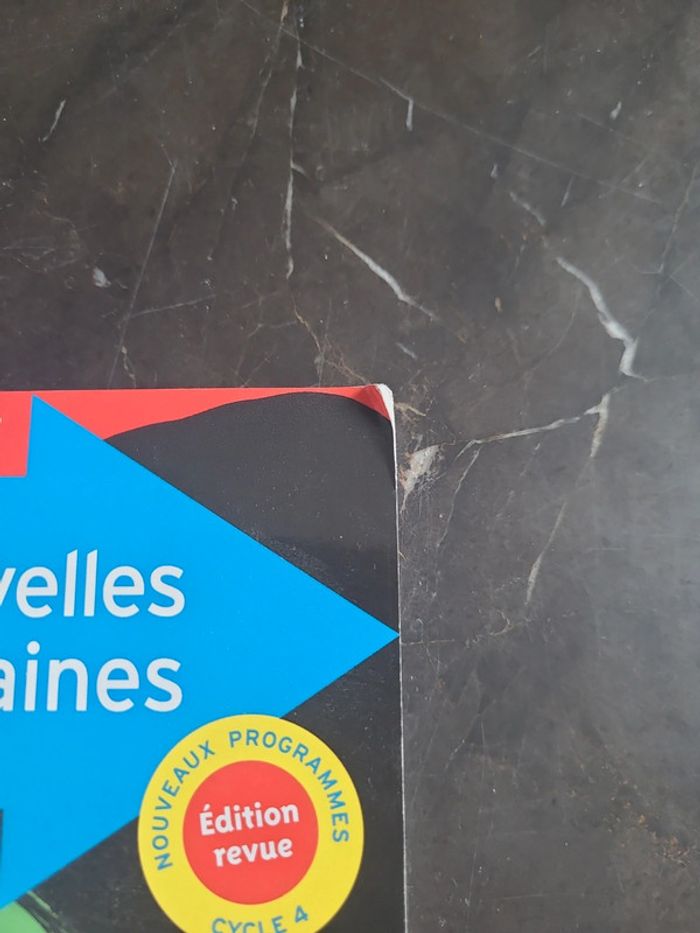 velles
aines
NOUVEAUX PROGRAMMES
Édition
revue
CYCLE 4